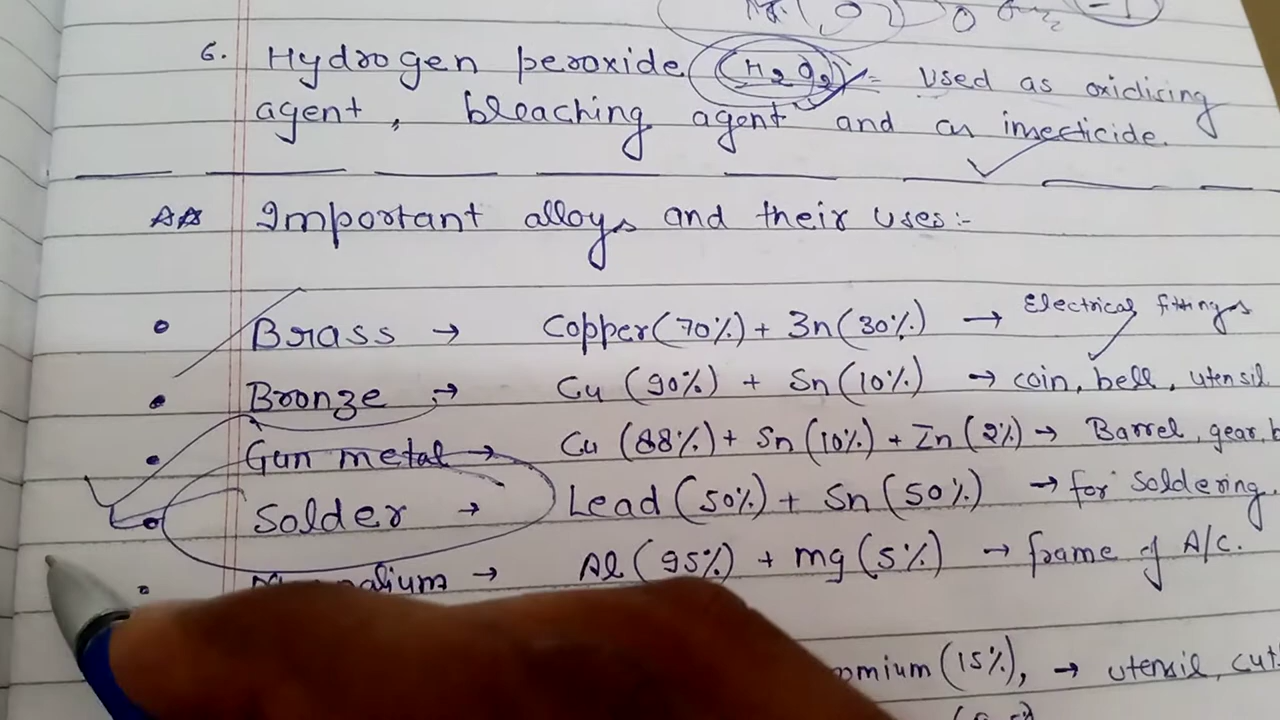 6. Hydrogen peroxide (H2O2) = used as oxidising
agent, bleaching agent and as insecticide.
Important alloys and their uses:-
• Brass → Copper(70%) + Zn(30%) → Electrical fittings
• Bronze → Cu (90%) + Sn(10%) → coin, bell, utensil
• Gun metal → Cu (88%) + Sn(10%) + Zn(2%) → Barrel, gear,
• Solder → Lead (50%) + Sn(50%) → for soldering.
• → Al (95%) + mg (5%) → frame of A/C.
(15%), → utensil,